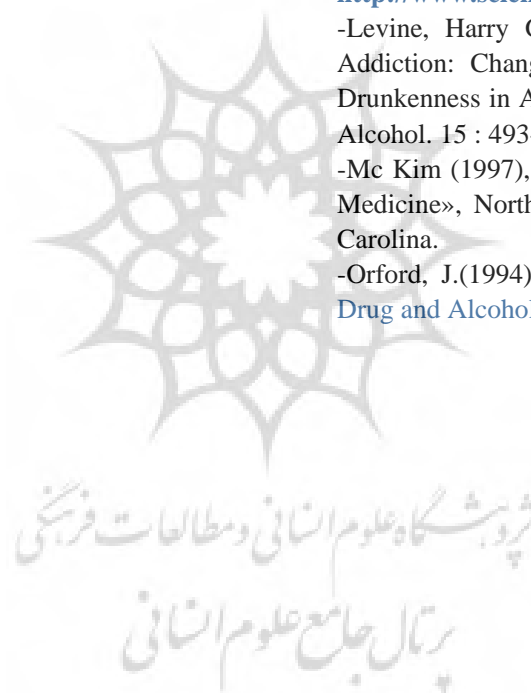 -Levine, Harry
Addiction:
Drunkenness in
Alcohol. 15 : 493
-Mc Kim (1997),
Medicine», North
Carolina.
-Orford, J.(1994)
Drug and Alcohol
پژوهشگاه علوم انسانی و مطالعات فرهنگی
پرتال جامع علوم انسانی